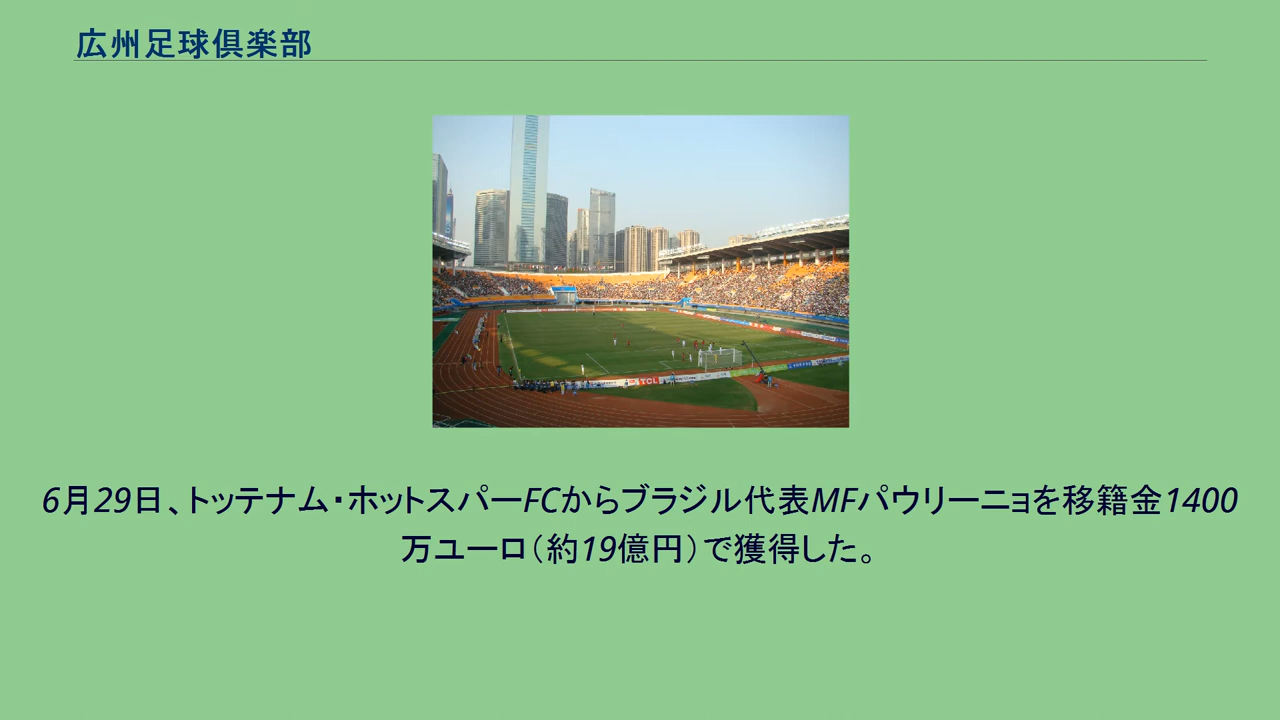 広州足球倶楽部
TCL
6月29日、トッテナム・ホットスパーFCからブラジル代表MFパウリーニョを移籍金1400
万ユーロ（約19億円）で獲得した。